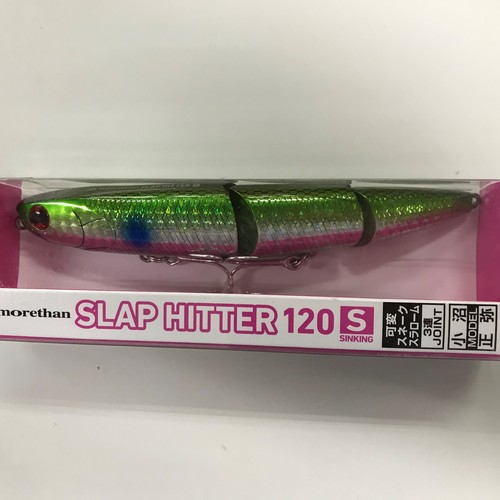 morethan SLAP HITTER 120 S
SINKING
可変
スネーク
スラローム
3連
JOINT
小沼
MODEL
正弥